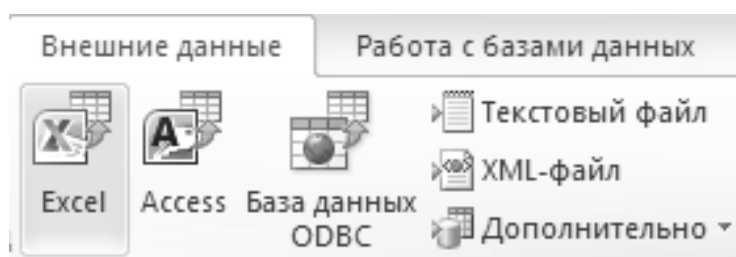 Внешние данные
Работа с базами данных
Excel
Access
База данных
ODBC
Текстовый файл
XML-файл
Дополнительно